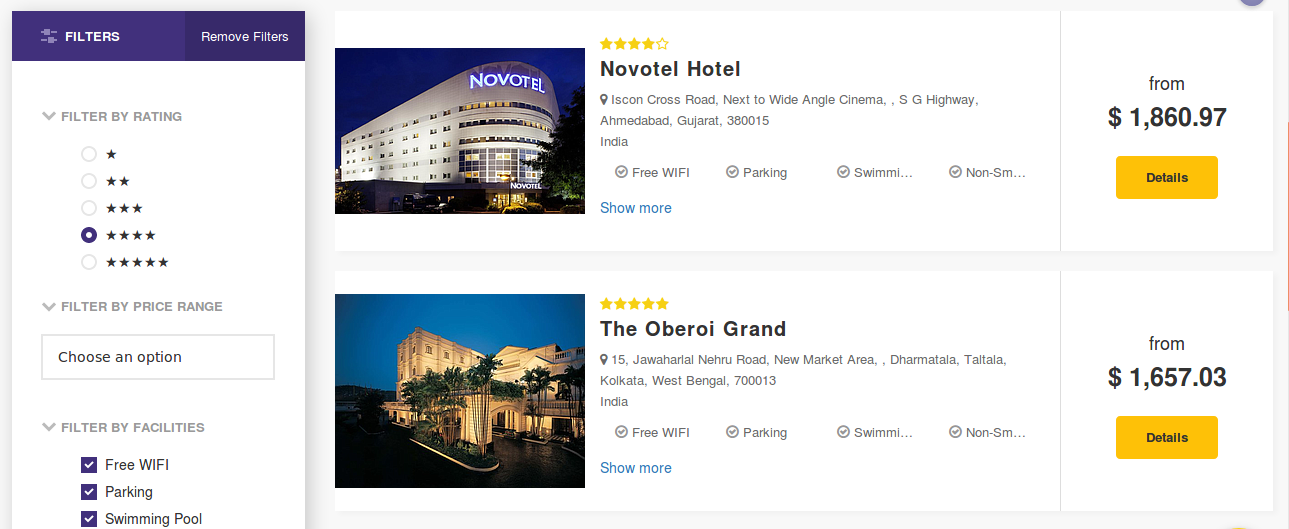 FILTERS
Remove Filters
FILTER BY RATING
★
★★
★★★
★★★★
★★★★★
FILTER BY PRICE RANGE
Choose an option
FILTER BY FACILITIES
Free WIFI
Parking
Swimming Pool
NOVOTEL
NOVOTEL
Novotel Hotel
Iscon Cross Road, Next to Wide Angle Cinema, , S G Highway,
Ahmedabad, Gujarat, 380015
India
Free WIFI Parking Swimmi... Non-Sm...
Show more
from
$ 1,860.97
Details
The Oberoi Grand
15, Jawaharlal Nehru Road, New Market Area, , Dharmatala, Taltala,
Kolkata, West Bengal, 700013
India
Free WIFI Parking Swimmi... Non-Sm...
Show more
from
$ 1,657.03
Details